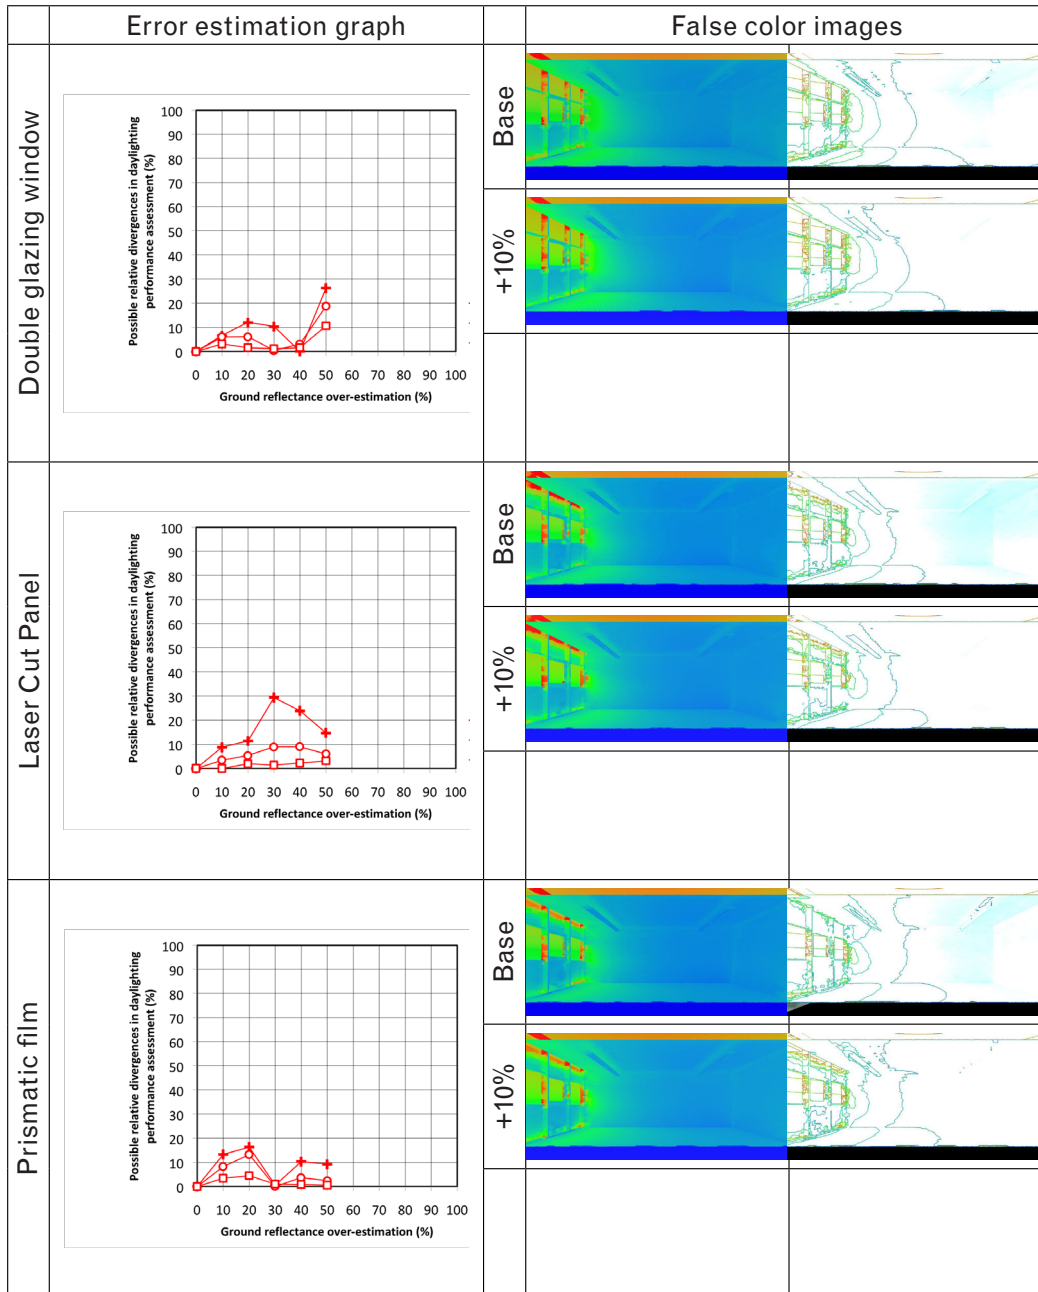 Error estimation graph
False color images
Double glazing window
Possible relative divergences in daylighting
performance assessment (%)
100
90
80
70
60
50
40
30
20
10
0
0 10 20 30 40 50 60 70 80 90 100
Ground reflectance over-estimation (%)
Base
+10%
Laser Cut Panel
Possible relative divergences in daylighting
performance assessment (%)
100
90
80
70
60
50
40
30
20
10
0
0 10 20 30 40 50 60 70 80 90 100
Ground reflectance over-estimation (%)
Base
+10%
Prismatic film
Possible relative divergences in daylighting
performance assessment (%)
100
90
80
70
60
50
40
30
20
10
0
0 10 20 30 40 50 60 70 80 90 100
Ground reflectance over-estimation (%)
Base
+10%